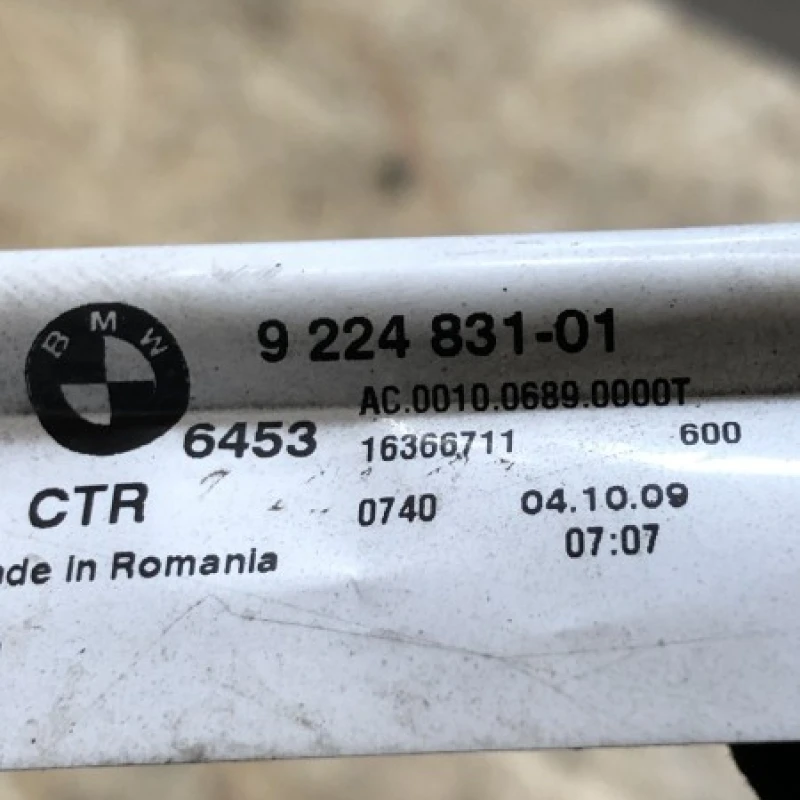 BMW
9 224 831-01
AC.0010.0689.0000T
6453 16366711 600
CTR 0740 04.10.09
07:07
in Romania